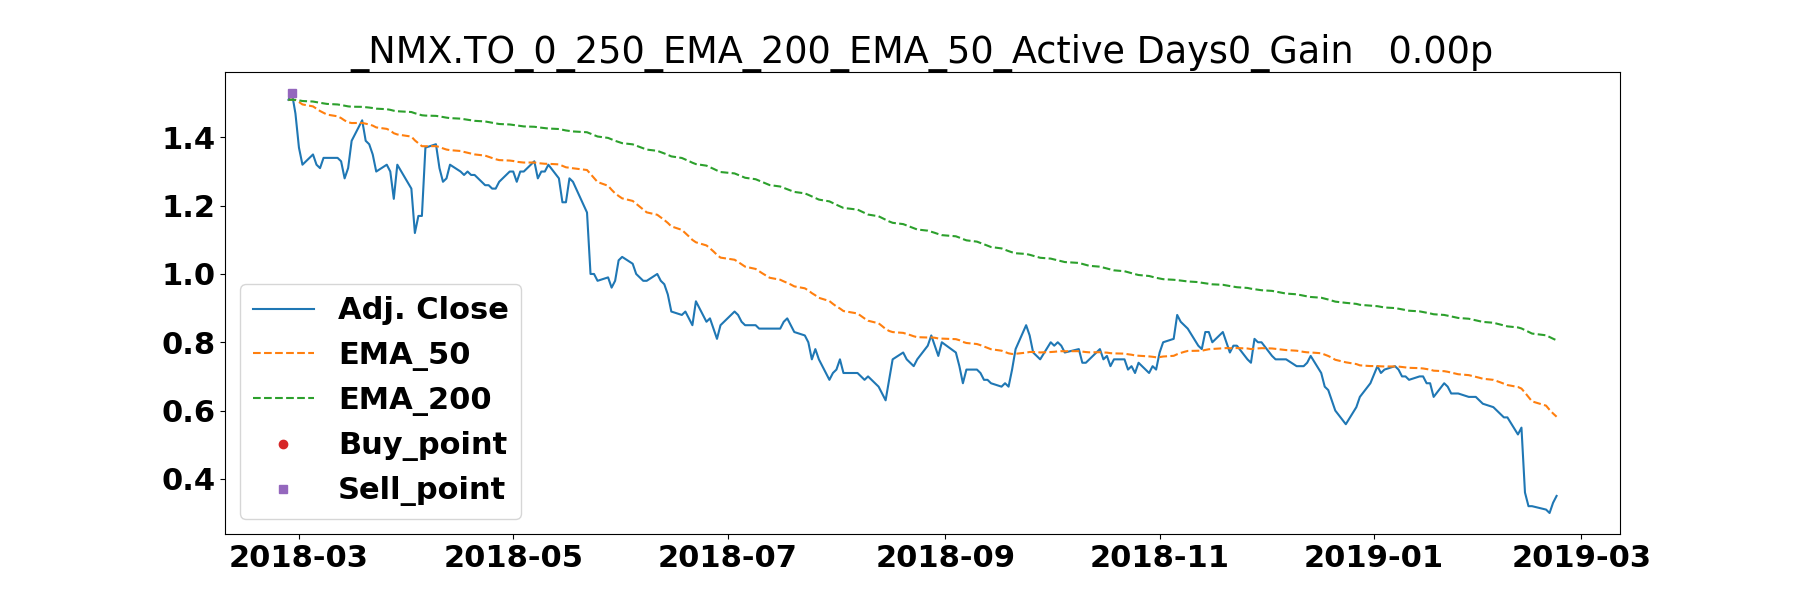 _NMX.TO_0_250_EMA_200_EMA_50_Active Days0_Gain   0.00p
1.4
1.2
1.0
0.8
0.6
0.4
Adj. Close
EMA_50
EMA_200
Buy_point
Sell_point
2018-03 2018-05 2018-07 2018-09 2018-11 2019-01 2019-03